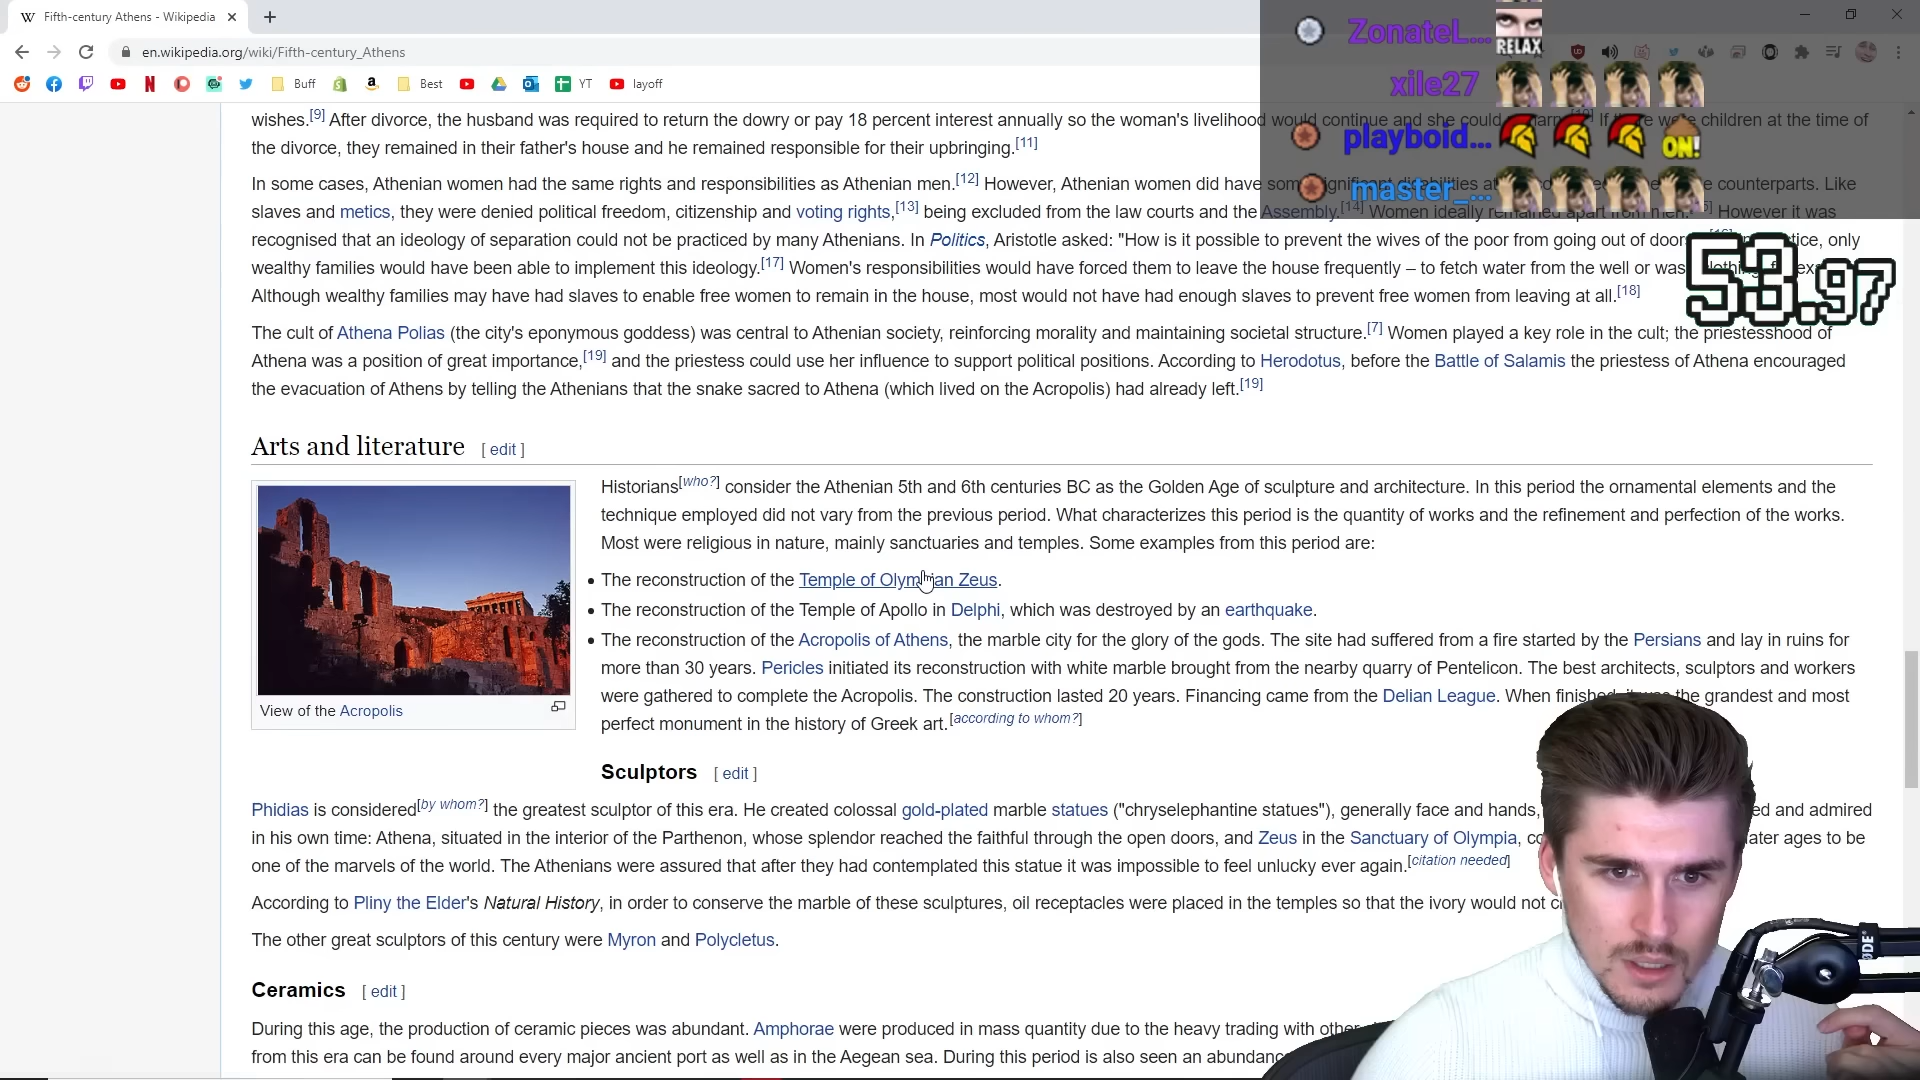 Fifth-century Athens - Wikipedia
en.wikipedia.org/wiki/Fifth-century_Athens
Buff
Best
YT
layoff
ZonateL...
RELAX
xile27
playboid...
ON!
master_...
53.97
wishes.[9] After divorce, the husband was required to return the dowry or pay 18 percent interest annually so the woman's livelihood would continue and she could If children at the time of
the divorce, they remained in their father's house and he remained responsible for their upbringing.[11]
In some cases, Athenian women had the same rights and responsibilities as Athenian men.[12] However, Athenian women did have significant disabilities counterparts. Like
slaves and metics, they were denied political freedom, citizenship and voting rights,[13] being excluded from the law courts and the Assembly.[14] Women ideally remained apart from men. However it was
recognised that an ideology of separation could not be practiced by many Athenians. In Politics, Aristotle asked: "How is it possible to prevent the wives of the poor from going out of only
wealthy families would have been able to implement this ideology.[17] Women's responsibilities would have forced them to leave the house frequently – to fetch water from the well or
Although wealthy families may have had slaves to enable free women to remain in the house, most would not have had enough slaves to prevent free women from leaving at all.[18]
The cult of Athena Polias (the city's eponymous goddess) was central to Athenian society, reinforcing morality and maintaining societal structure.[7] Women played a key role in the cult; the priestesshood of
Athena was a position of great importance,[19] and the priestess could use her influence to support political positions. According to Herodotus, before the Battle of Salamis the priestess of Athena encouraged
the evacuation of Athens by telling the Athenians that the snake sacred to Athena (which lived on the Acropolis) had already left.[19]
Arts and literature [ edit ]
Historians[who?] consider the Athenian 5th and 6th centuries BC as the Golden Age of sculpture and architecture. In this period the ornamental elements and the
technique employed did not vary from the previous period. What characterizes this period is the quantity of works and the refinement and perfection of the works.
Most were religious in nature, mainly sanctuaries and temples. Some examples from this period are:
• The reconstruction of the Temple of Olympian Zeus.
• The reconstruction of the Temple of Apollo in Delphi, which was destroyed by an earthquake.
• The reconstruction of the Acropolis of Athens, the marble city for the glory of the gods. The site had suffered from a fire started by the Persians and lay in ruins for
more than 30 years. Pericles initiated its reconstruction with white marble brought from the nearby quarry of Pentelicon. The best architects, sculptors and workers
were gathered to complete the Acropolis. The construction lasted 20 years. Financing came from the Delian League. When finished, it was the grandest and most
perfect monument in the history of Greek art.[according to whom?]
View of the Acropolis
Sculptors [ edit ]
Phidias is considered[by whom?] the greatest sculptor of this era. He created colossal gold-plated marble statues ("chryselephantine statues"), generally face and hands, and admired
in his own time: Athena, situated in the interior of the Parthenon, whose splendor reached the faithful through the open doors, and Zeus in the Sanctuary of Olympia, later ages to be
one of the marvels of the world. The Athenians were assured that after they had contemplated this statue it was impossible to feel unlucky ever again.[citation needed]
According to Pliny the Elder's Natural History, in order to conserve the marble of these sculptures, oil receptacles were placed in the temples so that the ivory would not
The other great sculptors of this century were Myron and Polycletus.
Ceramics [ edit ]
During this age, the production of ceramic pieces was abundant. Amphorae were produced in mass quantity due to the heavy trading with other
from this era can be found around every major ancient port as well as in the Aegean sea. During this period is also seen an